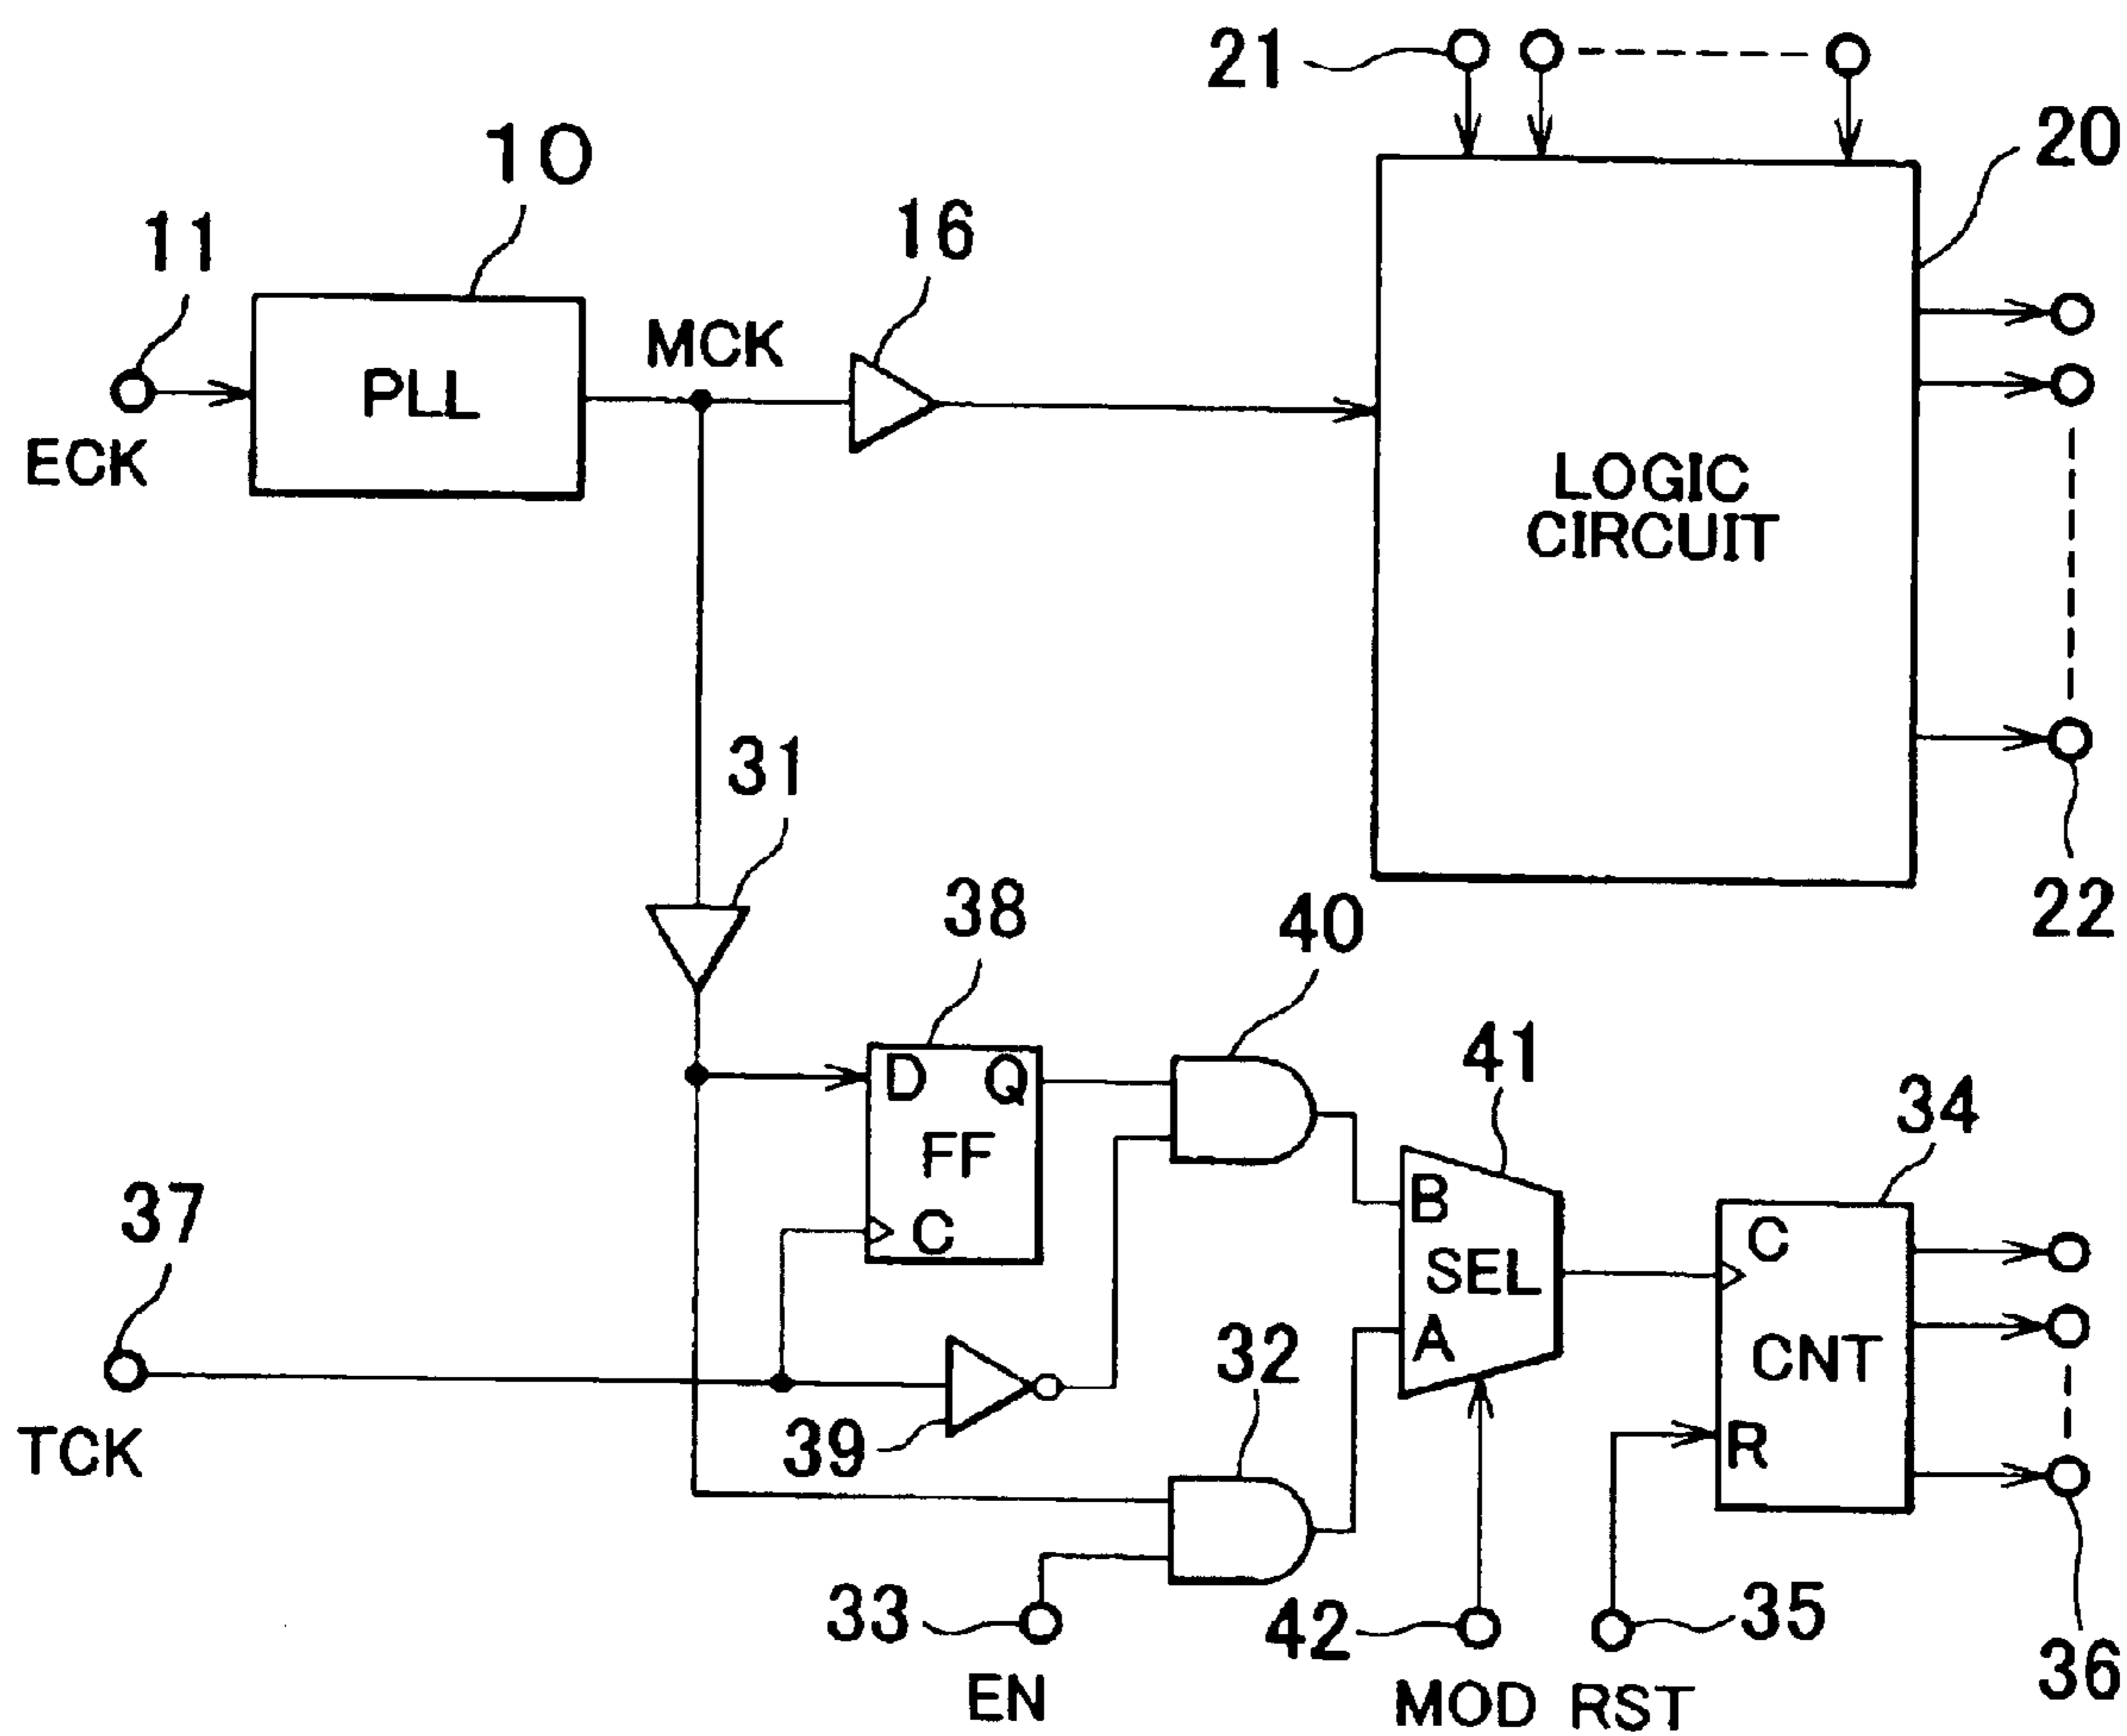 21
10
20
11
16
MCK
PLL
ECK
LOGIC
CIRCUIT
31
38
40
22
D Q
41
34
FF
37
B
C
C
SEL
32
A
CNT
39
TCK
R
33
42
35
36
EN
MOD
RST